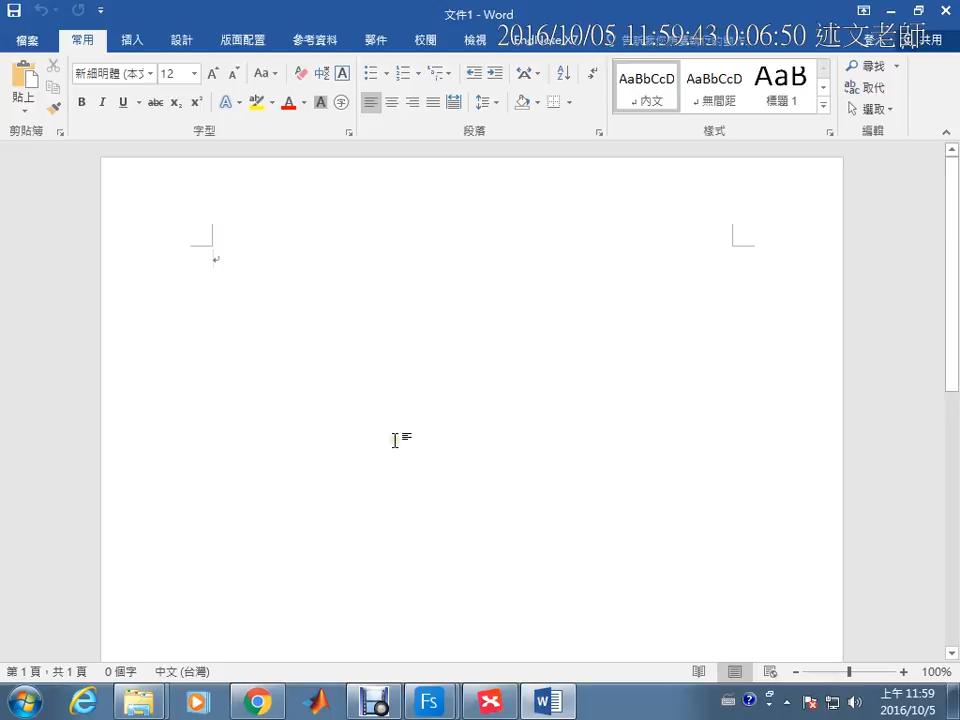 文件1 - Word
檔案 常用 插入 設計 版面配置 參考資料 郵件 校閱 檢視
共用
2016/10/05 11:59:43 0:06:50 述文老師
新細明體 (本文 12 Aa
AaBbCcD AaBbCcD AaB
↲內文 ↲無間距 標題 1
貼上
B I U abc x₂ x²
尋找
取代
選取
剪貼簿 字型 段落 樣式 編輯
第 1 頁，共 1 頁 0 個字 中文 (台灣) 100%
Fs
上午 11:59
2016/10/5